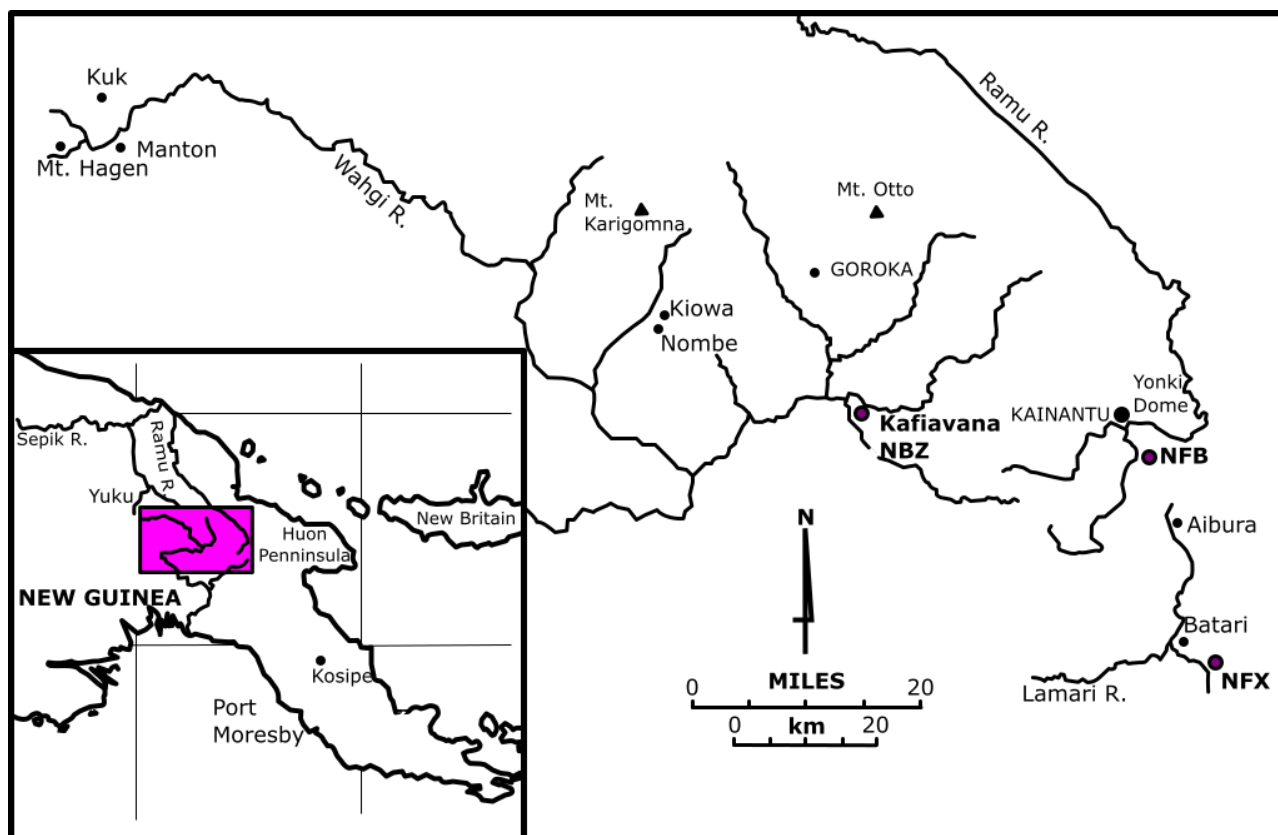 Kuk
Manton
Mt. Hagen
Wahgi R.
Mt.
Karigomna
Mt. Otto
Ramu R.
GOROKA
Kiowa
Nombe
Kafiavana
NBZ
KAINANTU
Yonki
Dome
NFB
Aibura
Batari
NFX
Lamari R.
N
MILES
0 20
0 km 20
Sepik R.
Ramu R.
Yuku
New Britain
Huon
Penninsula
NEW GUINEA
Kosipe
Port
Moresby